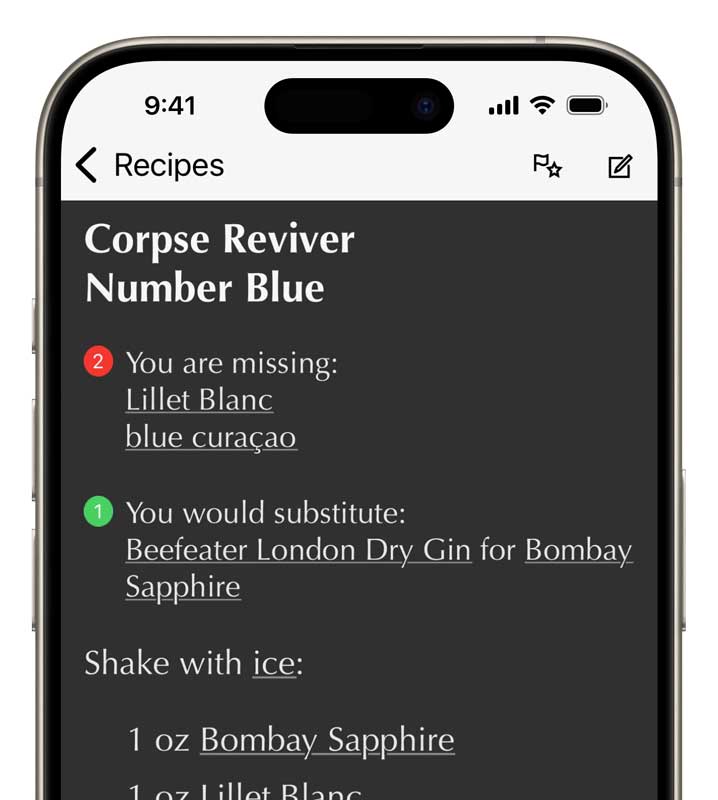 9:41
Recipes
Corpse Reviver
Number Blue
2 You are missing:
Lillet Blanc
blue curaçao
1 You would substitute:
Beefeater London Dry Gin for Bombay
Sapphire
Shake with ice:
1 oz Bombay Sapphire
1 oz Lillet Blanc